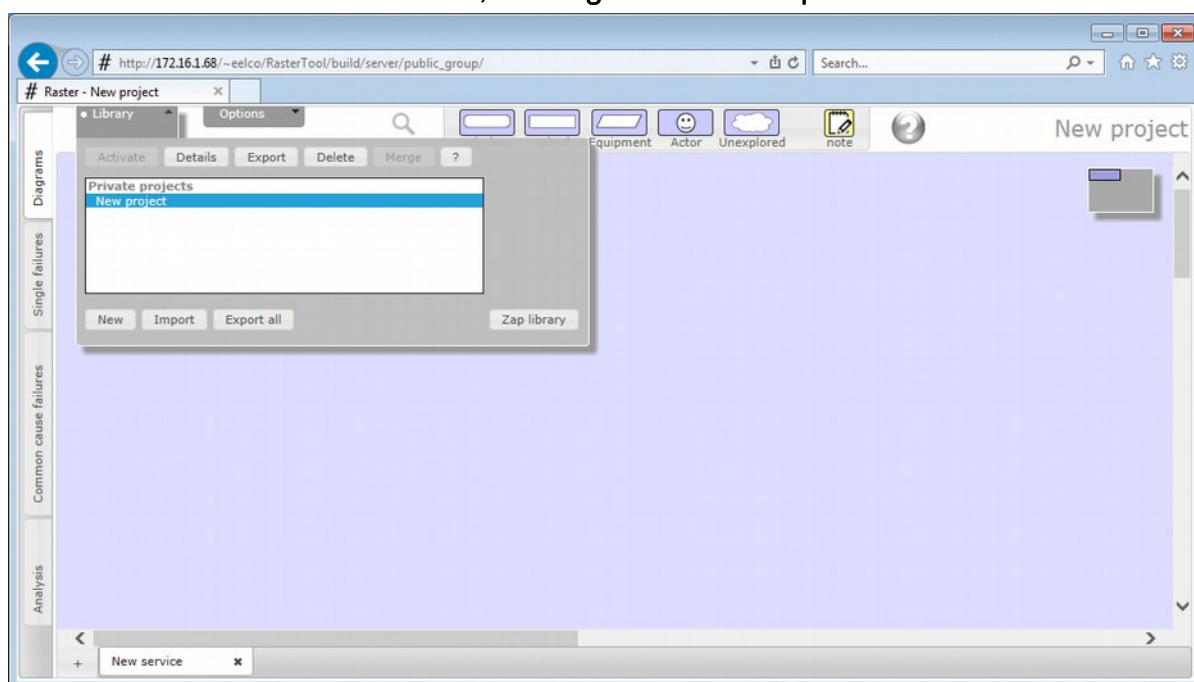 # http://172.16.1.68/~eelco/RasterTool/build/server/public_group/
Search...
# Raster - New project
Library
Options
Equipment
Actor
Unexplored
note
New project
Activate
Details
Export
Delete
Merge
?
Private projects
New project
New
Import
Export all
Zap library
Diagrams
Single failures
Common cause failures
Analysis
+
New service